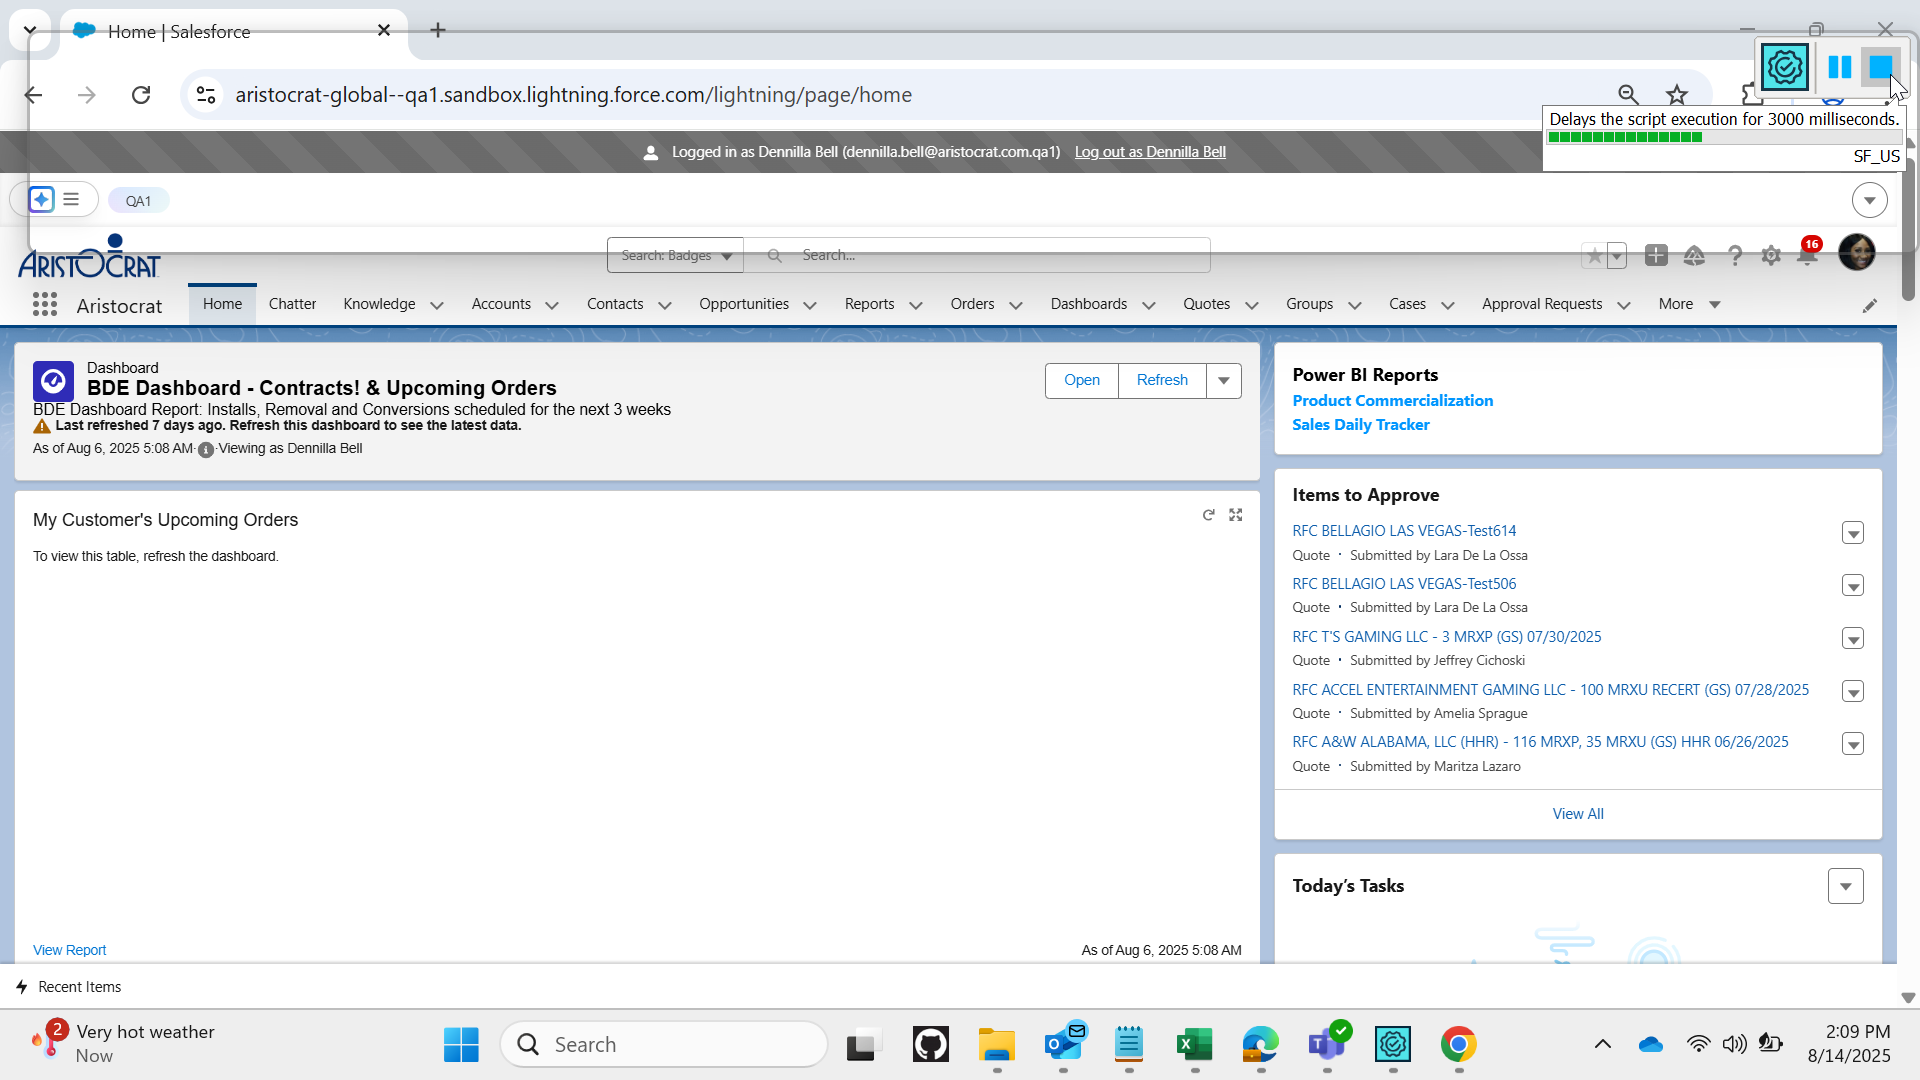 Home | Salesforce
aristocrat-global--qa1.sandbox.lightning.force.com/lightning/page/home
Delays the script execution for 3000 milliseconds.
SF_US
Logged in as Dennilla Bell (dennilla.bell@aristocrat.com.qa1) Log out as Dennilla Bell
QA1
ARISTOCRAT
Search: Badges
Search...
16
Aristocrat
Home
Chatter
Knowledge
Accounts
Contacts
Opportunities
Reports
Orders
Dashboards
Quotes
Groups
Cases
Approval Requests
More
Dashboard
BDE Dashboard - Contracts! & Upcoming Orders
BDE Dashboard Report: Installs, Removal and Conversions scheduled for the next 3 weeks
Last refreshed 7 days ago. Refresh this dashboard to see the latest data.
As of Aug 6, 2025 5:08 AM·Viewing as Dennilla Bell
Open
Refresh
My Customer's Upcoming Orders
To view this table, refresh the dashboard.
View Report
As of Aug 6, 2025 5:08 AM
Power BI Reports
Product Commercialization
Sales Daily Tracker
Items to Approve
RFC BELLAGIO LAS VEGAS-Test614
Quote · Submitted by Lara De La Ossa
RFC BELLAGIO LAS VEGAS-Test506
Quote · Submitted by Lara De La Ossa
RFC T'S GAMING LLC - 3 MRXP (GS) 07/30/2025
Quote · Submitted by Jeffrey Cichoski
RFC ACCEL ENTERTAINMENT GAMING LLC - 100 MRXU RECERT (GS) 07/28/2025
Quote · Submitted by Amelia Sprague
RFC A&W ALABAMA, LLC (HHR) - 116 MRXP, 35 MRXU (GS) HHR 06/26/2025
Quote · Submitted by Maritza Lazaro
View All
Today's Tasks
Recent Items
2
Very hot weather
Now
Search
2:09 PM
8/14/2025